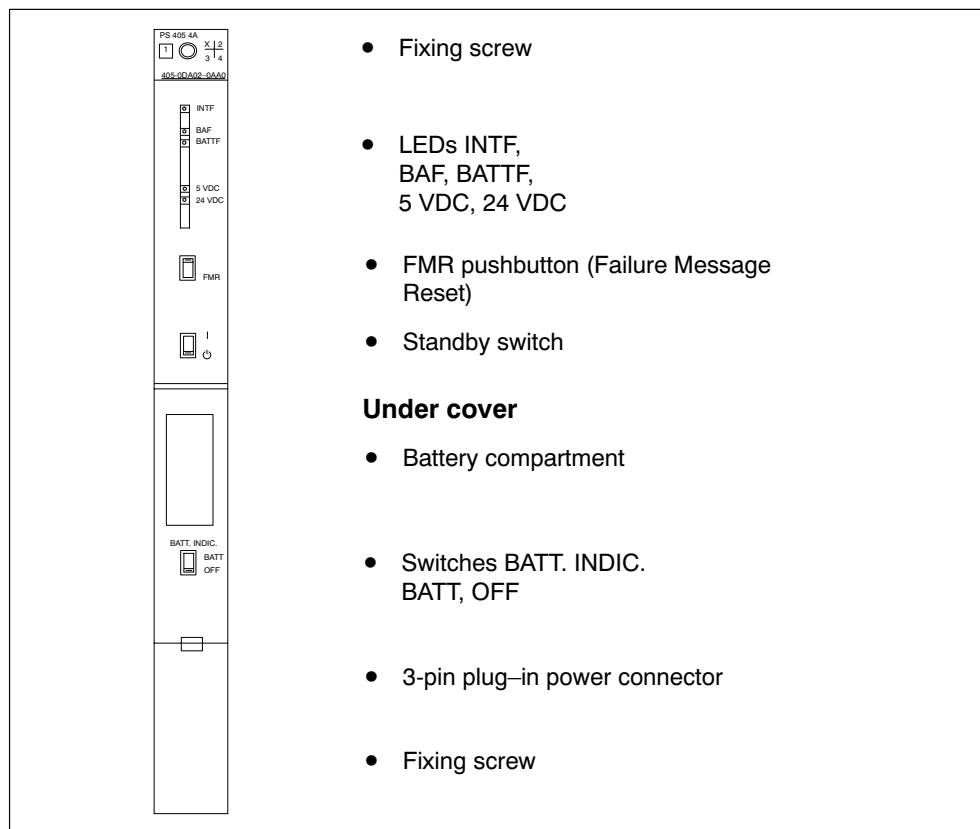 PS 405 4A
1
X 2
3 4
405-0DA02–0AA0
INTF
BAF
BATTF
5 VDC
24 VDC
FMR
I
BATT. INDIC.
BATT
OFF
• Fixing screw
• LEDs INTF,
BAF, BATTF,
5 VDC, 24 VDC
• FMR pushbutton (Failure Message
Reset)
• Standby switch
Under cover
• Battery compartment
• Switches BATT. INDIC.
BATT, OFF
• 3-pin plug–in power connector
• Fixing screw